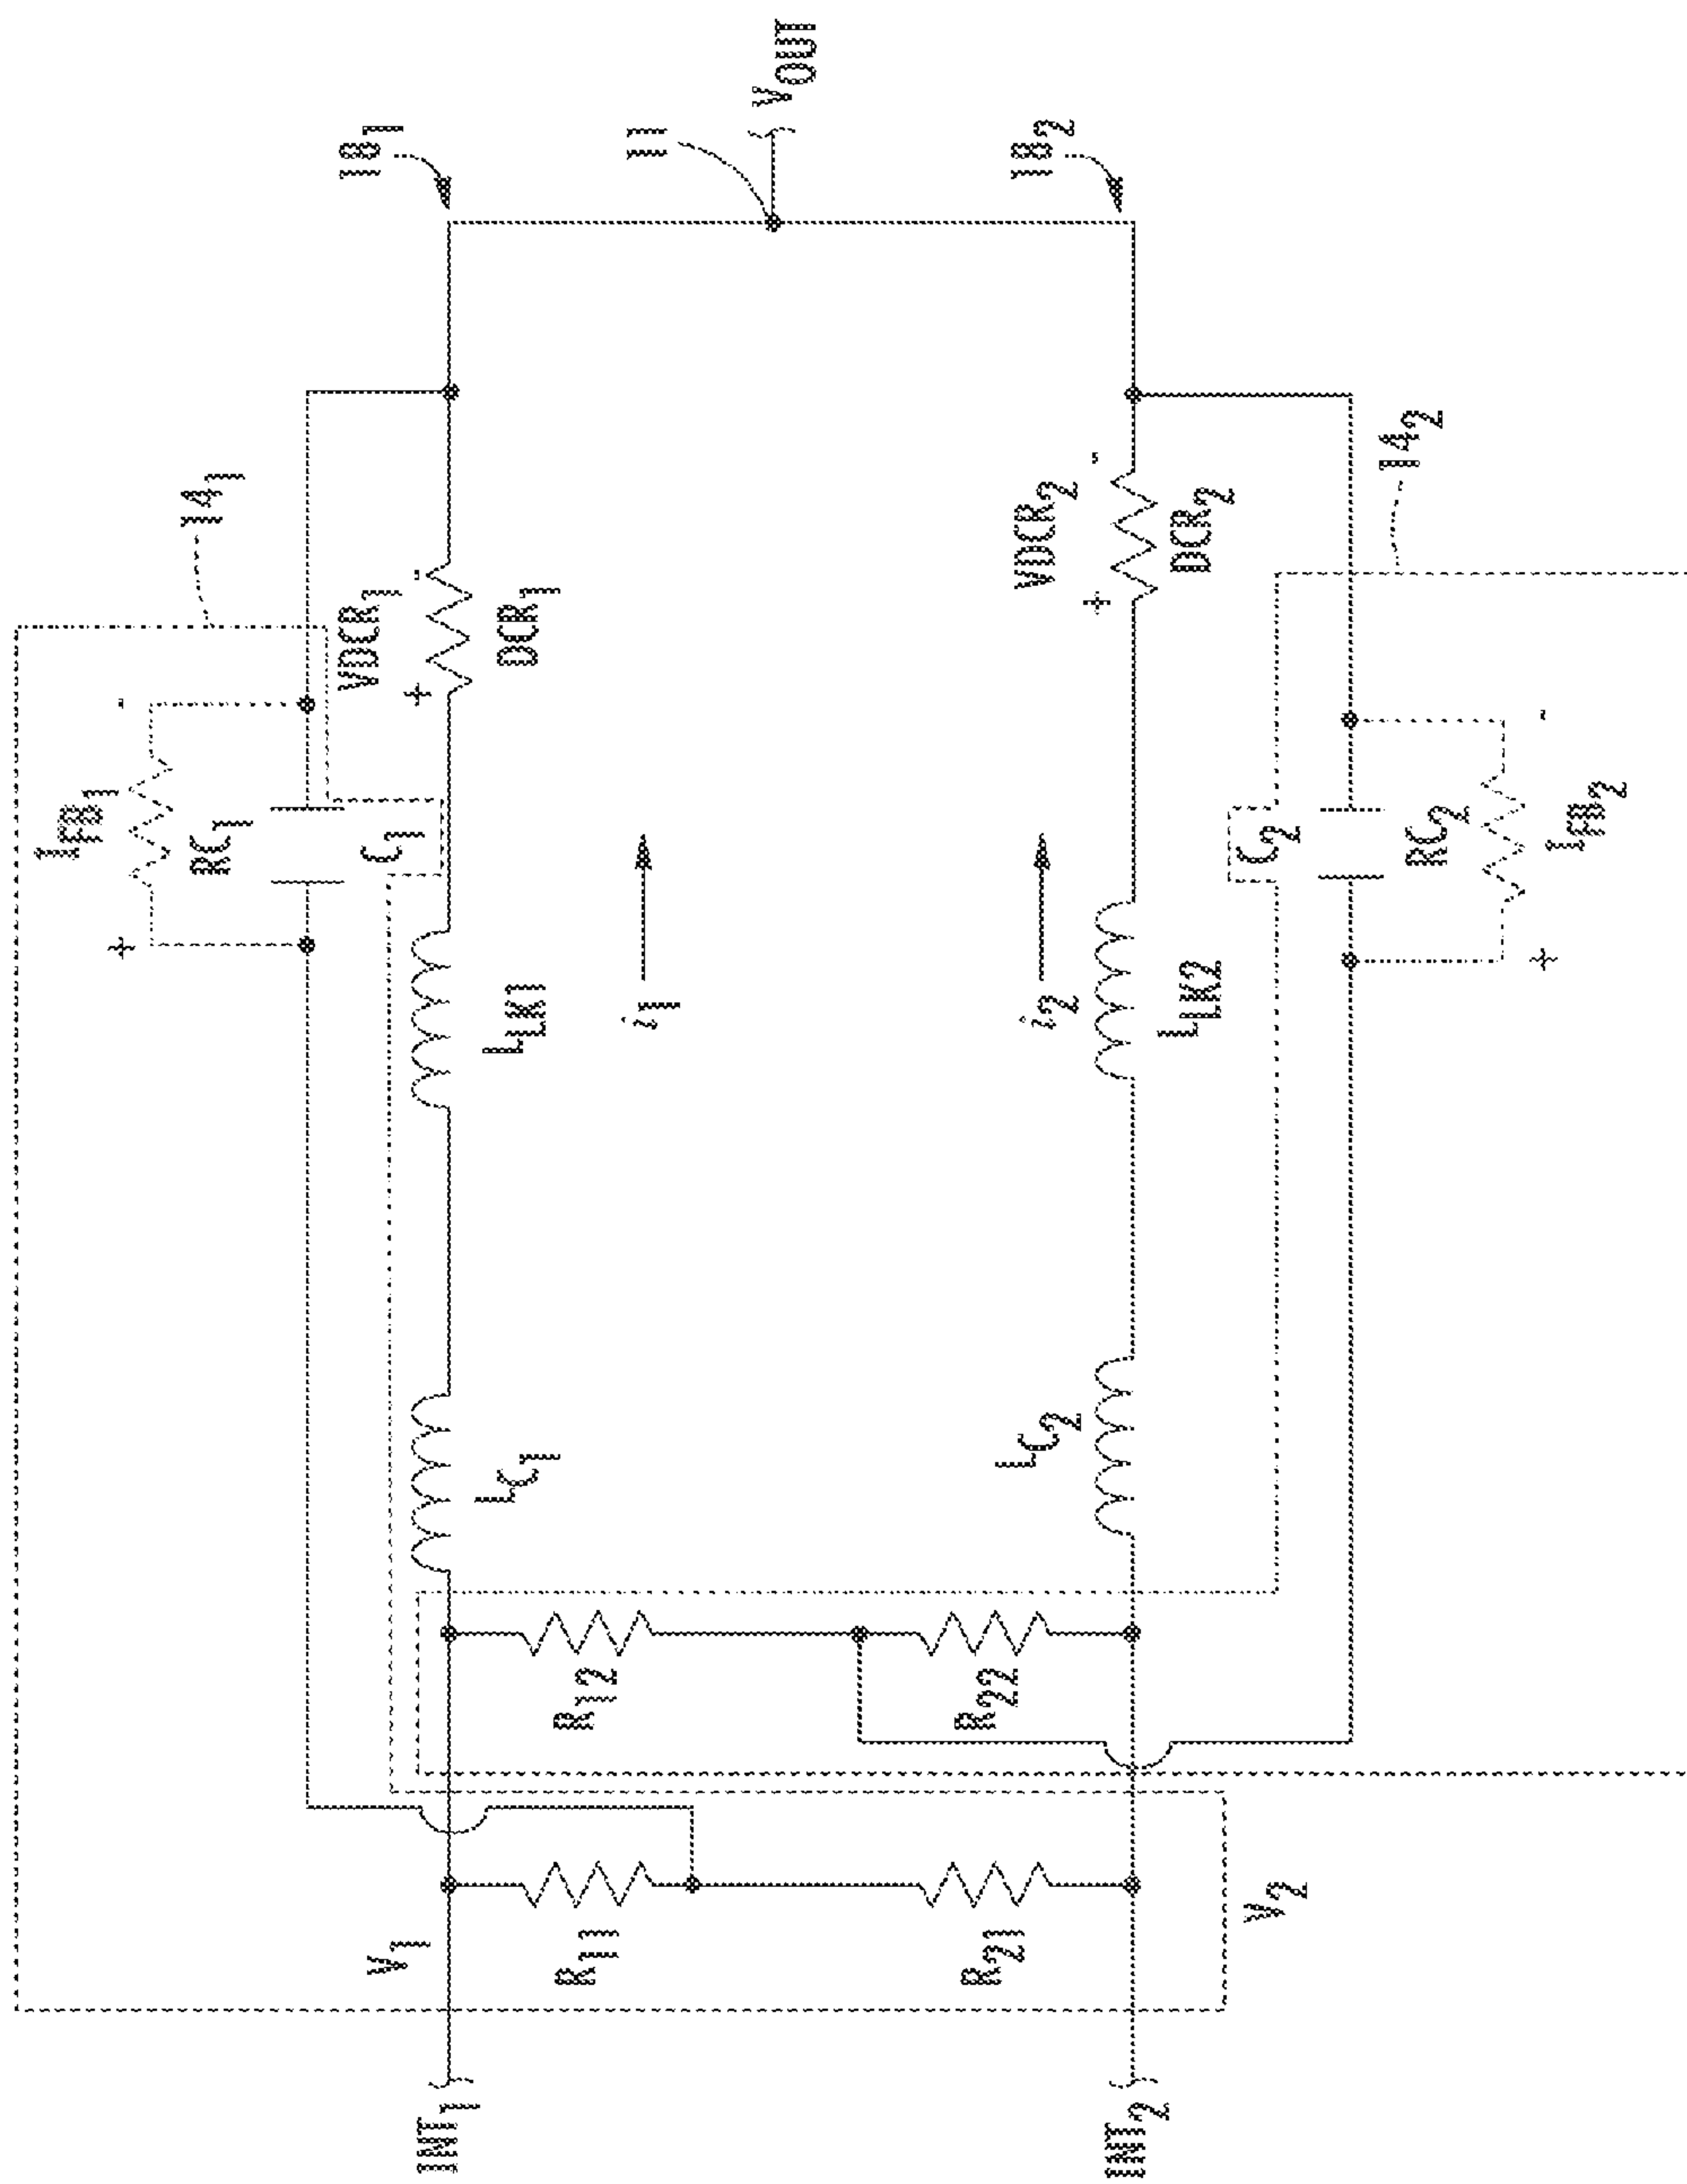 14₁
18₁
I_FB₁
+
-
RC₁
C₁
VDCR₁
+
-
DCR₁
V₁
INT₁
L_C₁
L_LK1
i₁
R₁₁
R₁₂
11
V_OUT
R₂₁
R₂₂
i₂
18₂
VDCR₂
+
-
DCR₂
INT₂
L_C₂
L_LK2
V₂
C₂
14₂
RC₂
+
-
I_FB₂